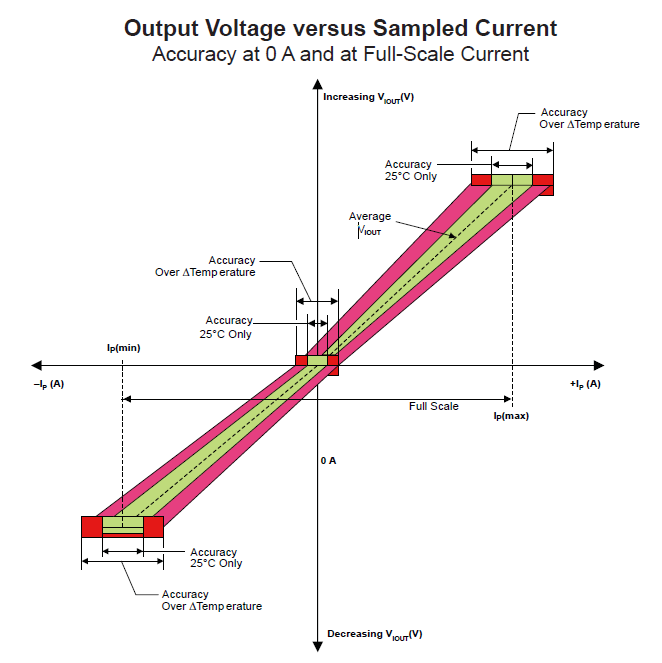 Output Voltage versus Sampled Current
Accuracy at 0 A and at Full-Scale Current
Increasing VIOUT(V)
Accuracy
Over ΔTemp erature
Accuracy
25°C Only
Average
VIOUT
Accuracy
Over ΔTemp erature
Accuracy
25°C Only
IP(min)
–IP (A)
+IP (A)
Full Scale
IP(max)
0 A
Accuracy
25°C Only
Accuracy
Over ΔTemp erature
Decreasing VIOUT(V)